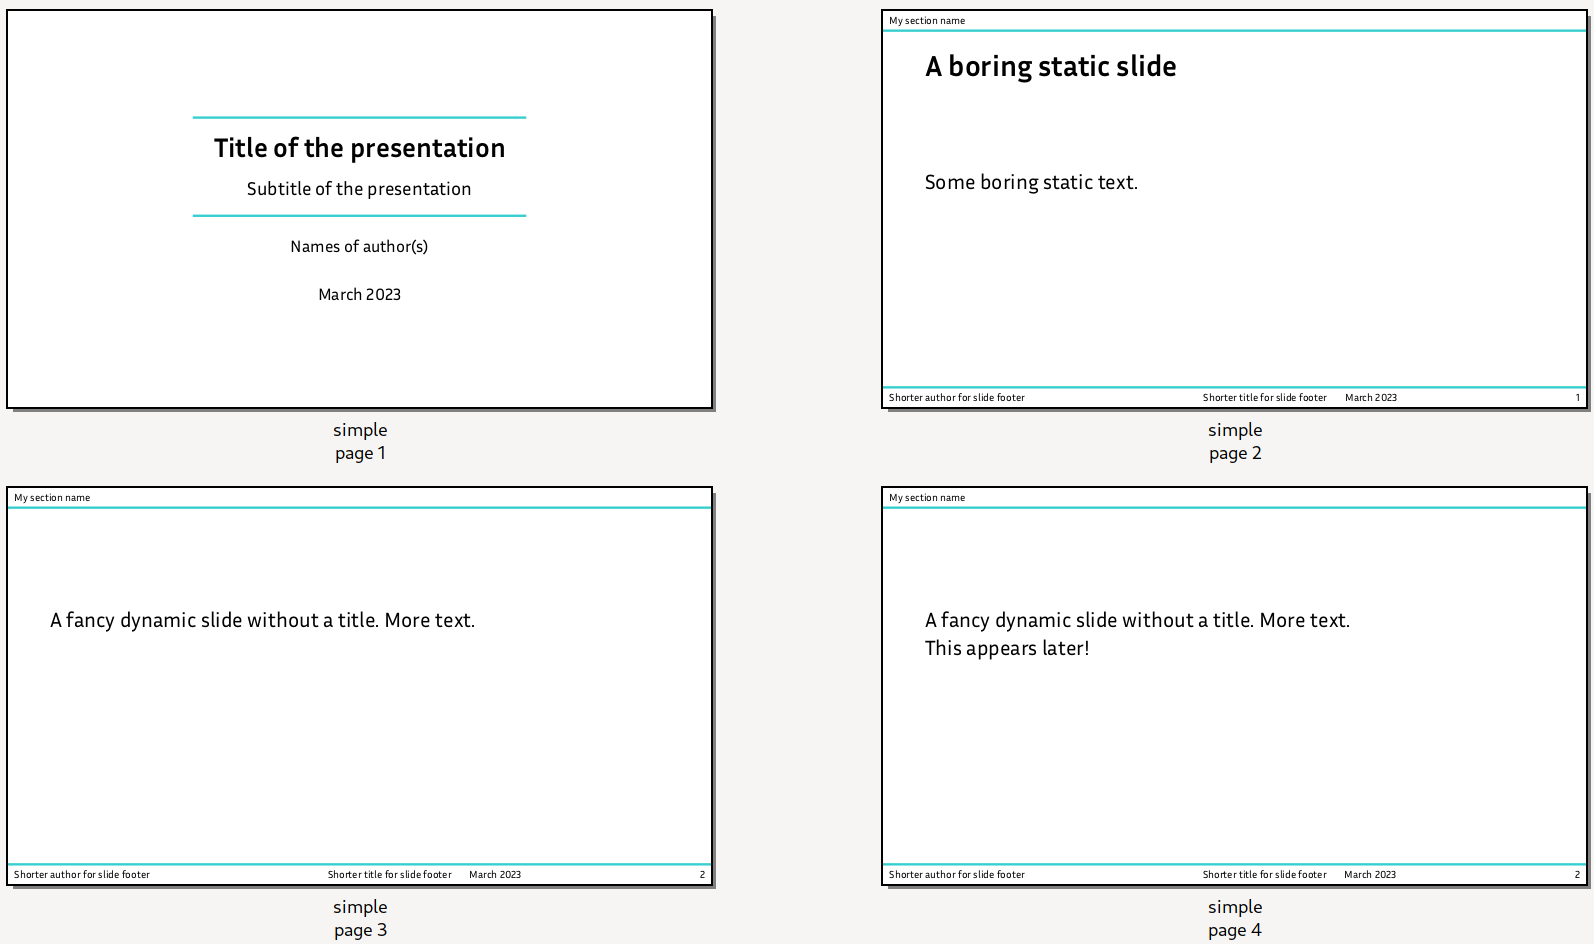 Title of the presentation
Subtitle of the presentation
Names of author(s)
March 2023
simple
page 1
My section name
A boring static slide
Some boring static text.
Shorter author for slide footer Shorter title for slide footer March 2023 1
simple
page 2
My section name
A fancy dynamic slide without a title. More text.
Shorter author for slide footer Shorter title for slide footer March 2023 2
simple
page 3
My section name
A fancy dynamic slide without a title. More text.
This appears later!
Shorter author for slide footer Shorter title for slide footer March 2023 2
simple
page 4